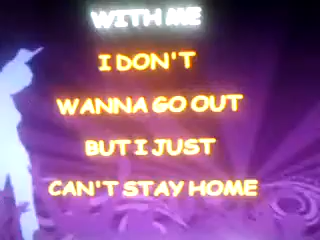 WITH ME
I DON'T
WANNA GO OUT
BUT I JUST
CAN'T STAY HOME